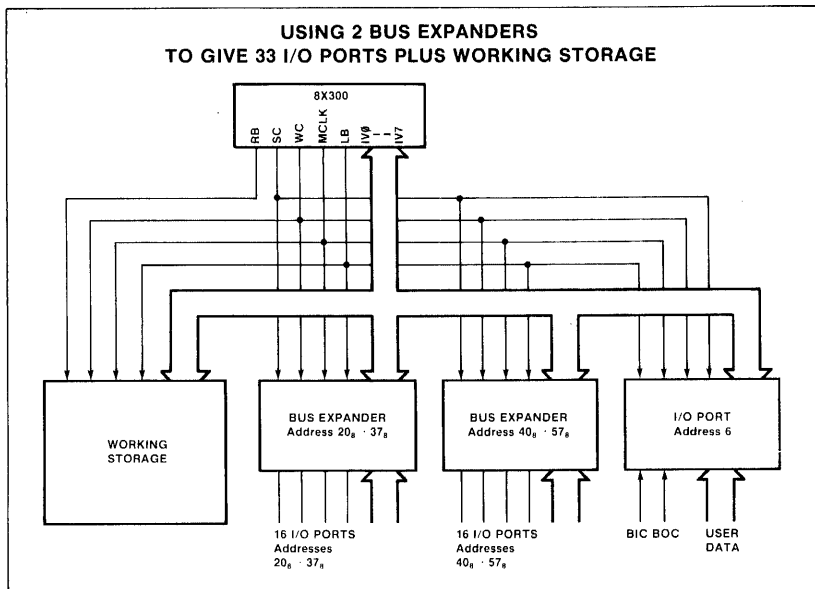 USING 2 BUS EXPANDERS
TO GIVE 33 I/O PORTS PLUS WORKING STORAGE
8X300
RB
SC
WC
MCLK
LB
IVØ
IV7
WORKING
STORAGE
BUS EXPANDER
Address 20₈ · 37₈
BUS EXPANDER
Address 40₈ · 57₈
I/O PORT
Address 6
16 I/O PORTS
Addresses
20₈ · 37₈
16 I/O PORTS
Addresses
40₈ · 57₈
BIC BOC
USER
DATA